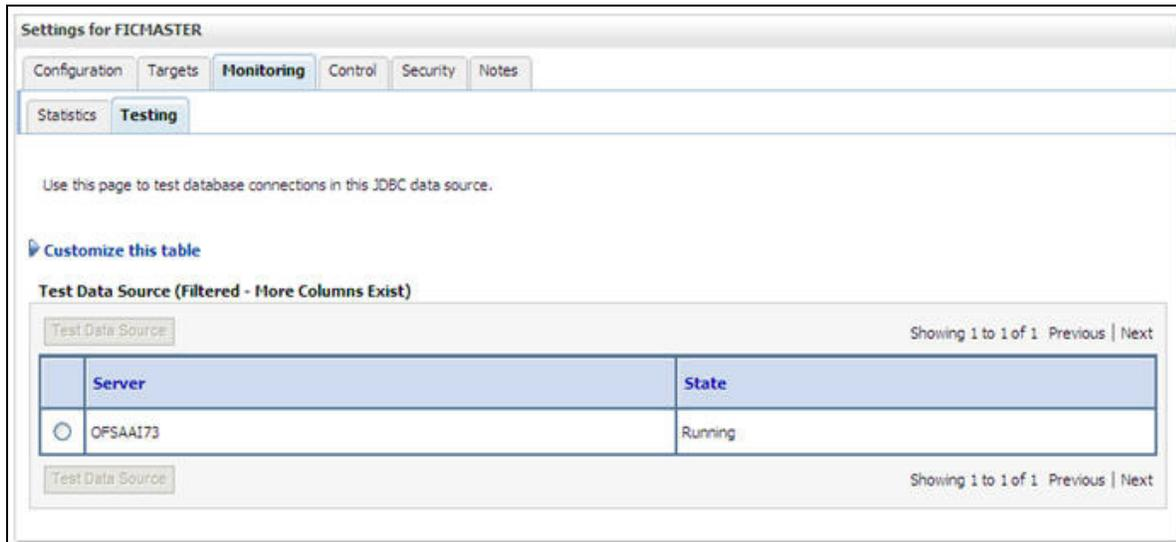 Settings for FICMASTER
Configuration Targets Monitoring Control Security Notes
Statistics Testing
Use this page to test database connections in this JDBC data source.
Customize this table
Test Data Source (Filtered - More Columns Exist)
Test Data Source Showing 1 to 1 of 1 Previous | Next
Server State
OFSAAI73 Running
Test Data Source Showing 1 to 1 of 1 Previous | Next